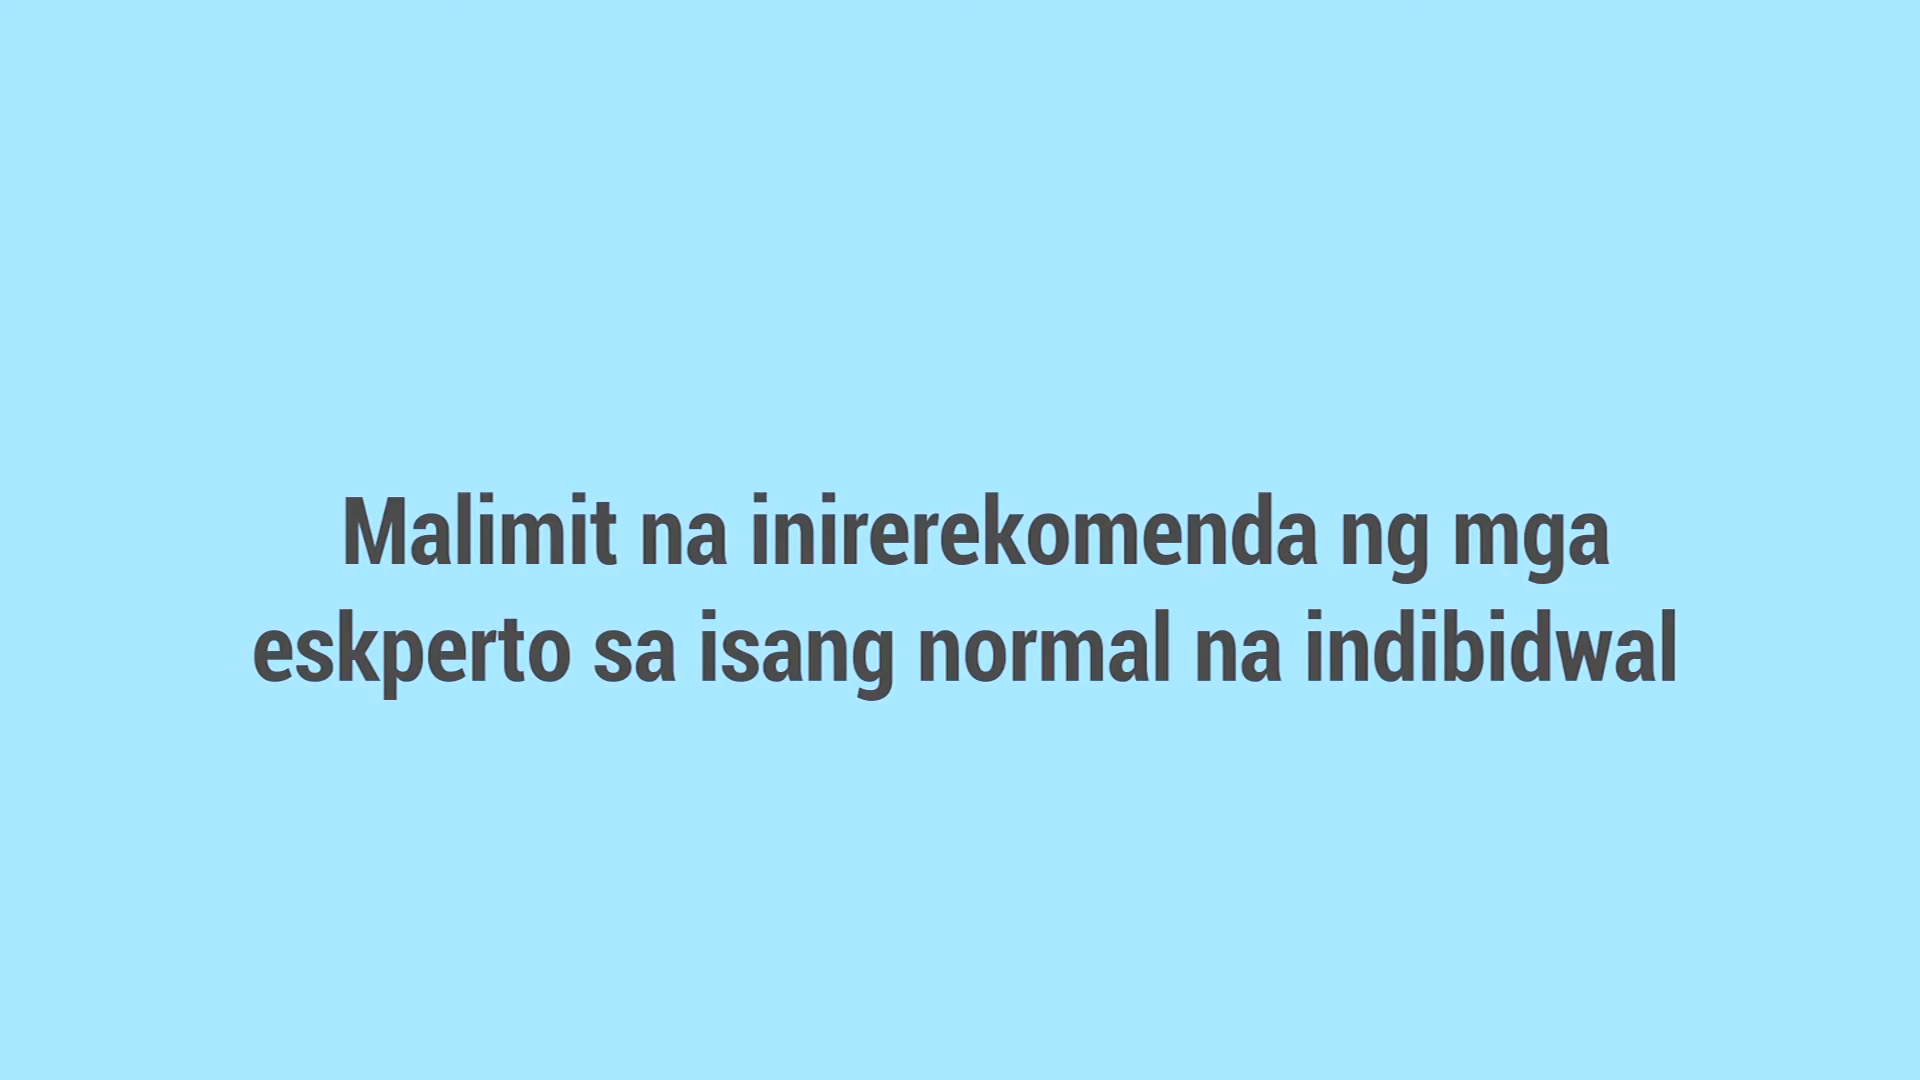 Malimit na inirerekomenda ng mga
eskperto sa isang normal na indibidwal